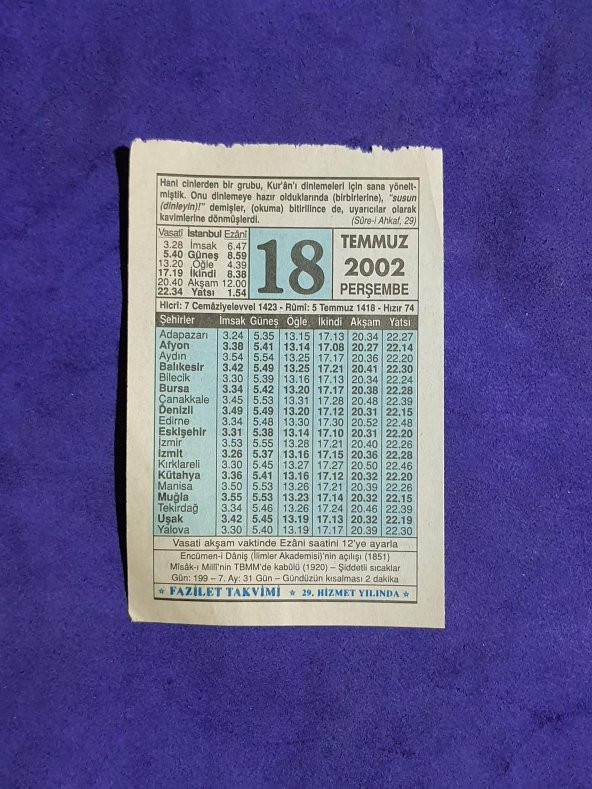 Hani cinlerden bir grubu, Kur'ân'ı dinlemeleri için sana yönelt-
miştik. Onu dinlemeye hazır olduklarında (birbirlerine), "susun
(dinleyin)!" demişler, (okuma) bitirilince de, uyarıcılar olarak
kavimlerine dönmüşlerdi. (Sûre-i Ahkaf, 29)
Vasatî İstanbul Ezânî
3.28 İmsak 6.47
5.40 Güneş 8.59
13.20 Öğle 4.39
17.19 İkindi 8.38
20.40 Akşam 12.00
22.34 Yatsı 1.54
18
TEMMUZ
2002
PERŞEMBE
Hicrî: 7 Cemâziyelevvel 1423 - Rûmî: 5 Temmuz 1418 - Hızır 74
Şehirler İmsak Güneş Öğle İkindi Akşam Yatsı
Adapazarı 3.24 5.35 13.15 17.13 20.34 22.27
Afyon 3.38 5.41 13.14 17.08 20.27 22.14
Aydın 3.54 5.54 13.25 17.17 20.36 22.20
Balıkesir 3.42 5.49 13.25 17.21 20.41 22.30
Bilecik 3.30 5.39 13.16 17.13 20.34 22.24
Bursa 3.34 5.42 13.20 17.17 20.38 22.28
Çanakkale 3.45 5.53 13.31 17.28 20.48 22.39
Denizli 3.49 5.49 13.20 17.12 20.31 22.15
Edirne 3.34 5.48 13.30 17.30 20.52 22.48
Eskişehir 3.31 5.38 13.14 17.10 20.31 22.20
İzmir 3.53 5.55 13.28 17.21 20.40 22.26
İzmit 3.26 5.37 13.16 17.15 20.36 22.28
Kırklareli 3.30 5.45 13.27 17.27 20.50 22.46
Kütahya 3.36 5.41 13.16 17.12 20.32 22.20
Manisa 3.50 5.53 13.26 17.21 20.39 22.26
Muğla 3.55 5.53 13.23 17.14 20.32 22.15
Tekirdağ 3.34 5.46 13.26 17.24 20.46 22.39
Uşak 3.42 5.45 13.19 17.13 20.32 22.19
Yalova 3.30 5.40 13.19 17.17 20.39 22.30
Vasati akşam vaktinde Ezâni saatini 12'ye ayarla
Encümen-i Dâniş (İlimler Akademisi)'nin açılışı (1851)
Mîsâk-ı Millî'nin TBMM'de kabûlü (1920) – Şiddetli sıcaklar
Gün: 199 – 7. Ay: 31 Gün – Gündüzün kısalması 2 dakika
★ FAZİLET TAKVİMİ ★ 29. HİZMET YILINDA ★